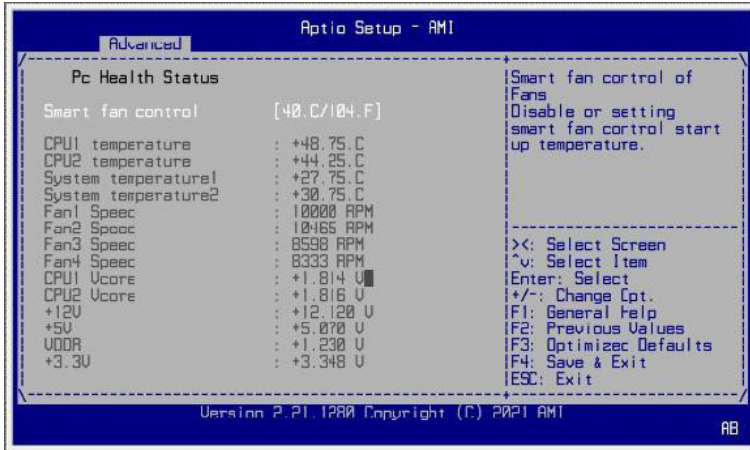 Aptio Setup - AMI
Advanced
Pc Health Status
Smart fan control [40.C/104.F]
CPU1 temperature : +48.75.C
CPU2 temperature : +44.25.C
System temperature1 : +27.75.C
System temperature2 : +30.75.C
Fan1 Speed : 10000 RPM
Fan2 Speed : 10465 RPM
Fan3 Speed : 8598 RPM
Fan4 Speed : 8333 RPM
CPU1 Vcore : +1.814 V
CPU2 Vcore : +1.816 V
+12V : +12.120 V
+5V : +5.070 V
VDDR : +1.230 V
+3.3V : +3.348 V
Smart fan control of
Fans
Disable or setting
smart fan control start
up temperature.
><: Select Screen
^v: Select Item
Enter: Select
+/-: Change Opt.
F1: General Help
F2: Previous Values
F3: Optimized Defaults
F4: Save & Exit
ESC: Exit
Version 2.21.1280 Copyright (C) 2021 AMI
AB